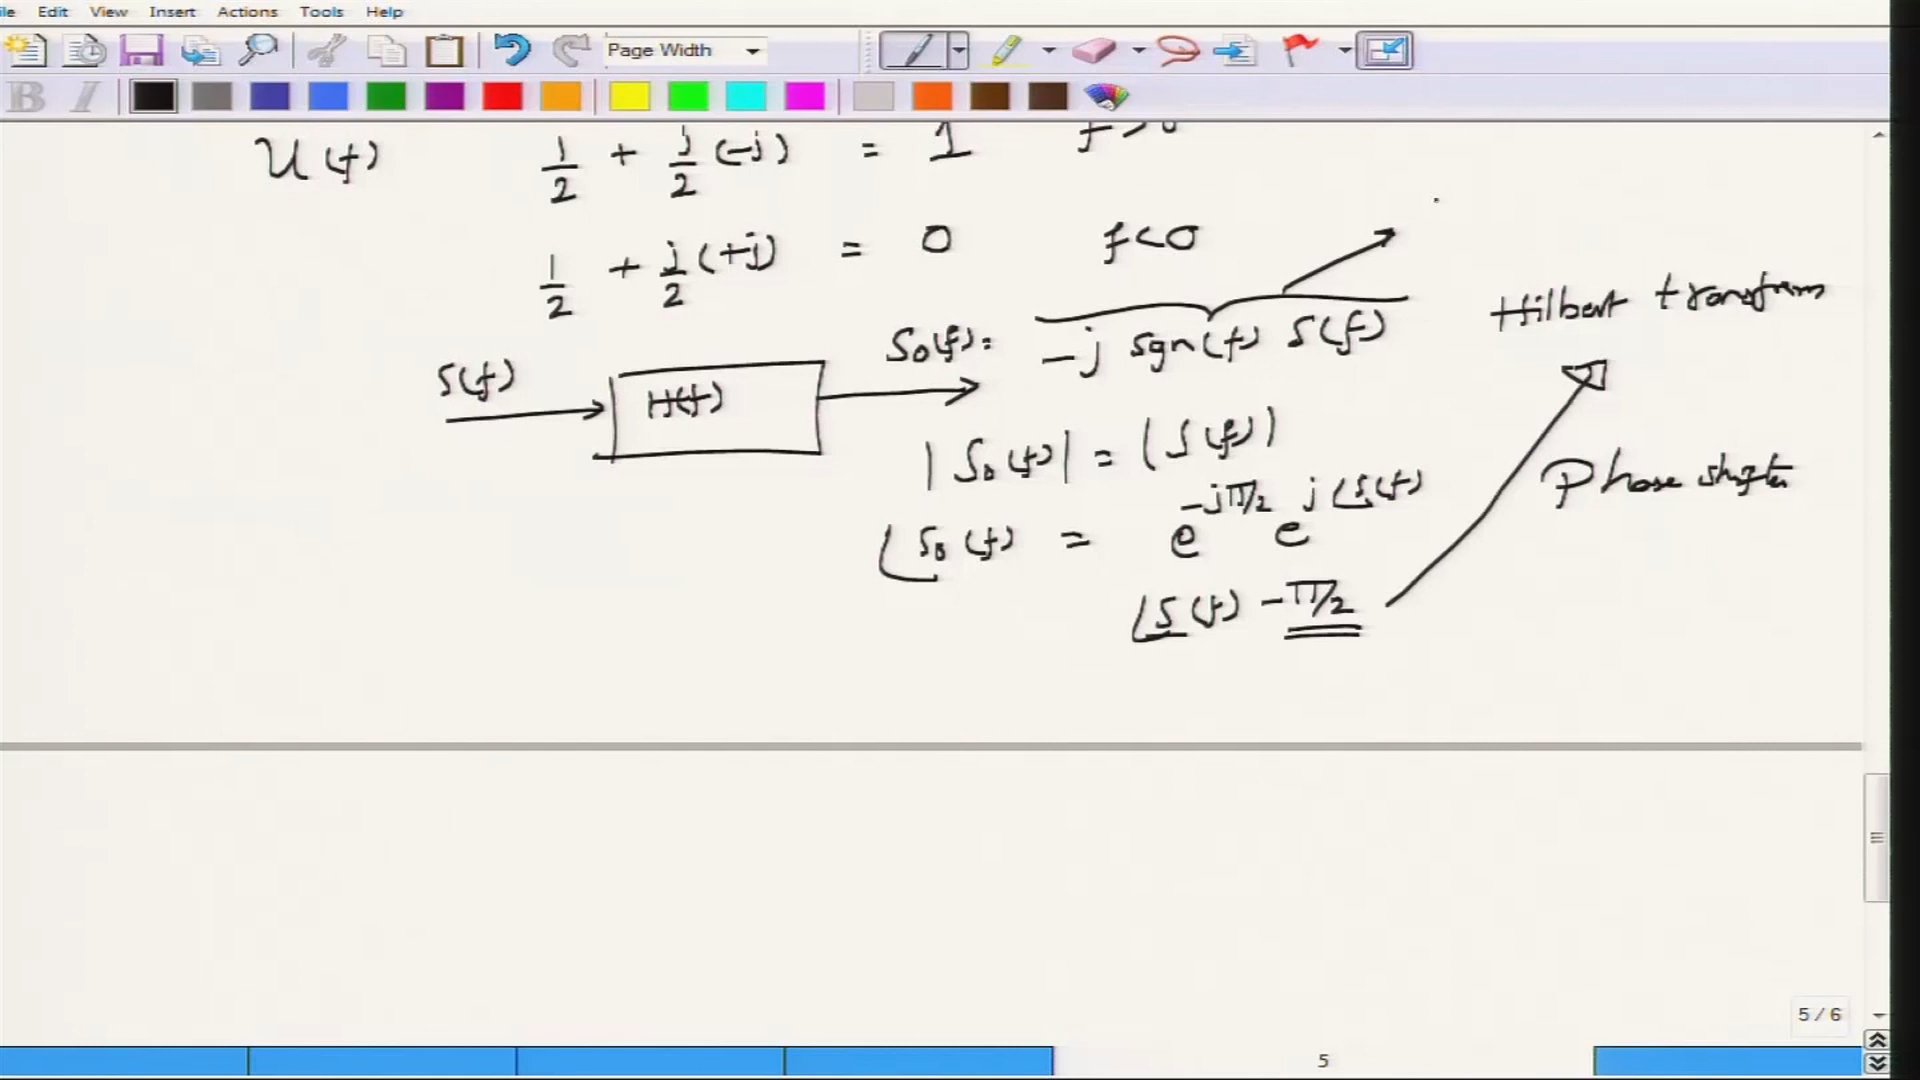 Edit View Insert Actions Tools Help
Page Width
B I
U(f) 1/2 + j/2 (-j) = 1 f>0
1/2 + j/2 (+j) = 0 f<0
Hilbert transform
S(f) H(f) S0(f) = -j sgn(f) S(f)
|S0(f)| = |S(f)|
Phase shifter
∠S0(f) = e^{-jπ/2} e^{j∠S(f)}
∠S(f) - π/2
5 / 6
5